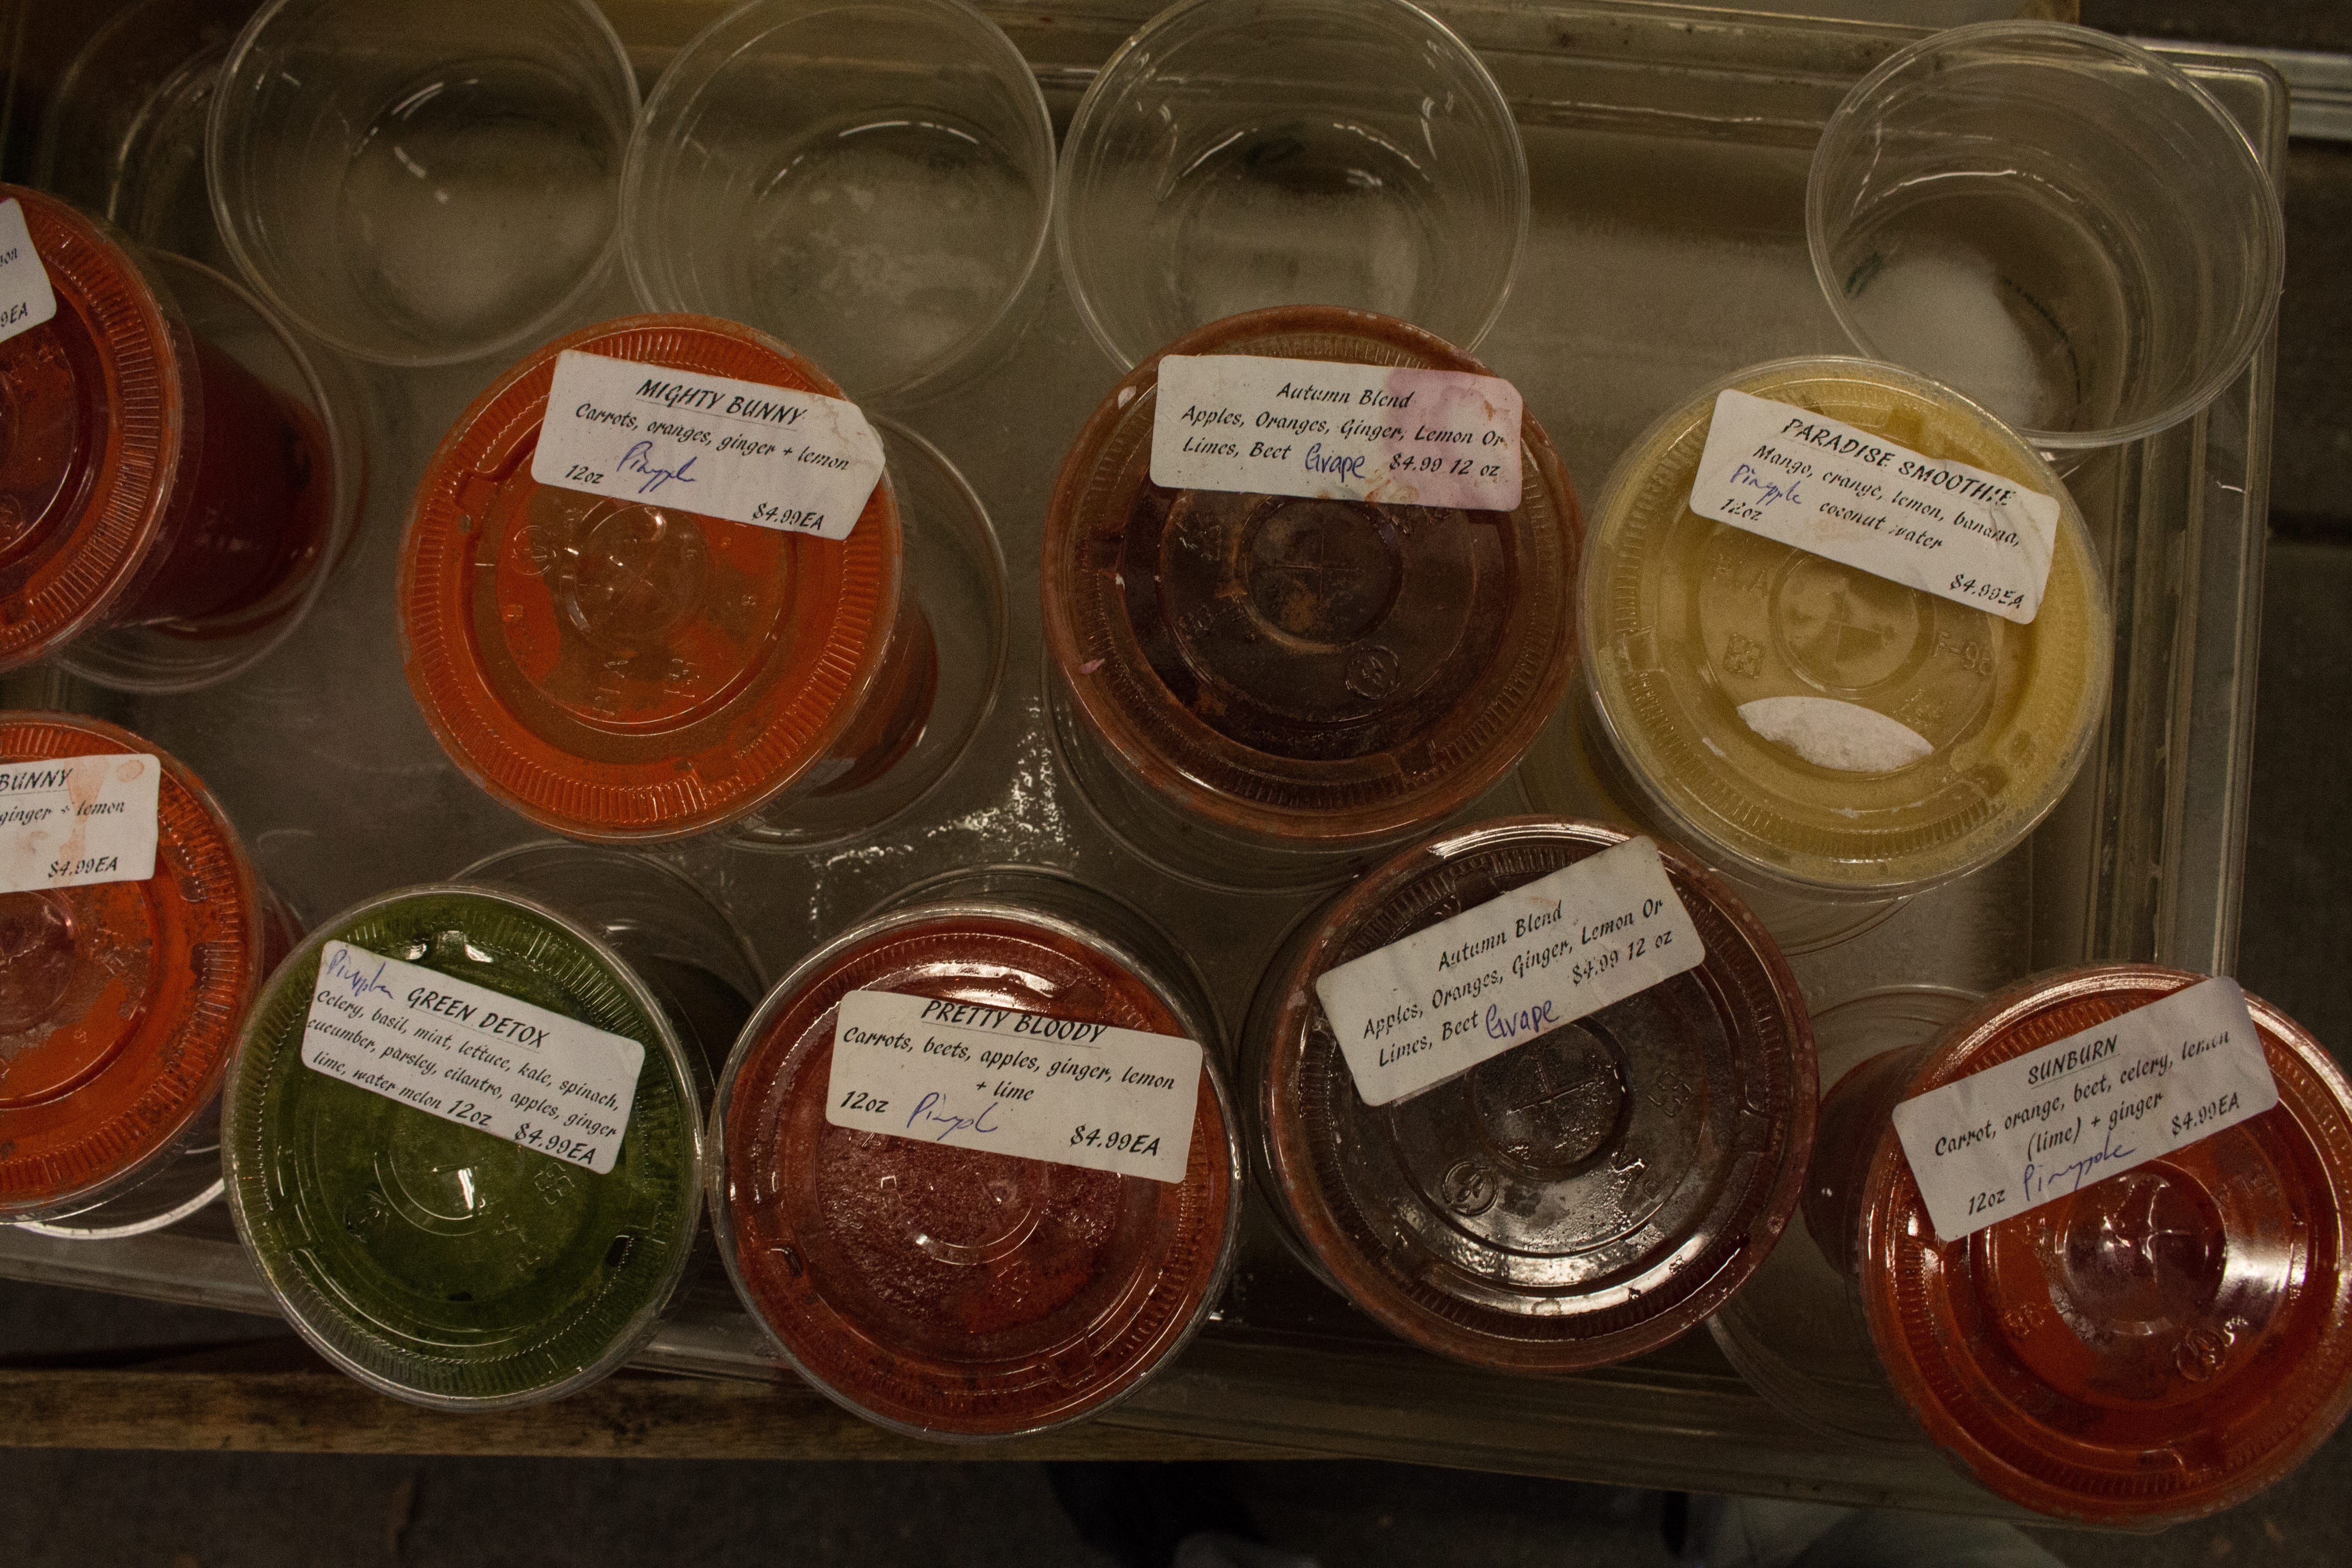 on
9EA
MIGHTY BUNNY
Carrots, oranges, ginger + lemon
12oz Pinppl
$4.99EA
Autumn Blend
Apples, Oranges, Ginger, Lemon Or
Limes, Beet Grape $4.99 12 oz
PARADISE SMOOTHIE
Mango, orange, lemon, banana,
Pinpple coconut water
12oz
$4.99EA
BUNNY
ginger + lemon
$4.99EA
GREEN DETOX
Celery, basil, mint, lettuce, kale, spinach,
cucumber, parsley, cilantro, apples, ginger
lime, water melon 12oz $4.99EA
PRETTY BLOODY
Carrots, beets, apples, ginger, lemon
+ lime
12oz Pinppl
$4.99EA
Autumn Blend
Apples, Oranges, Ginger, Lemon Or
Limes, Beet Grape $4.99 12 oz
SUNBURN
Carrot, orange, beet, celery, lemon
(lime) + ginger
12oz Pinypple $4.99EA